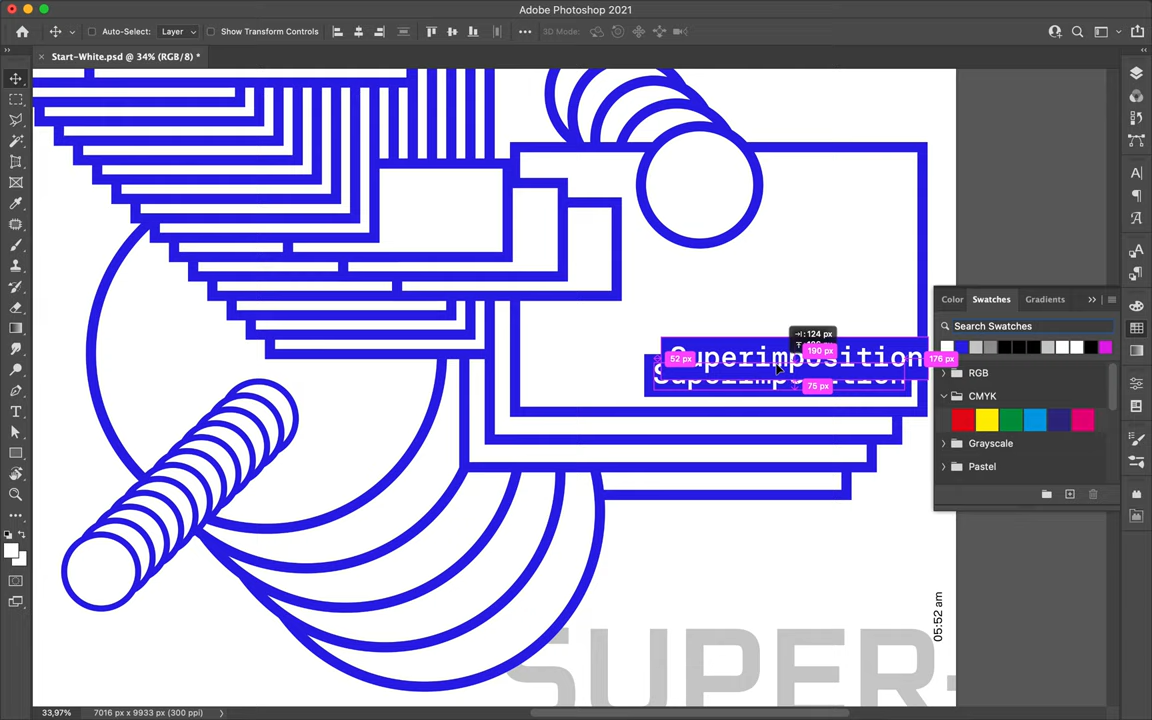 Adobe Photoshop 2021
Auto-Select: Layer Show Transform Controls 3D Mode:
Start-White.psd @ 34% (RGB/8) *
Color Swatches Gradients
Search Swatches
RGB
CMYK
Grayscale
Pastel
124 px
190 px
Superimposition
52 px
176 px
Superimposition
75 px
05:52 am
SUPER-
33,97% 7016 px x 9933 px (300 ppi)